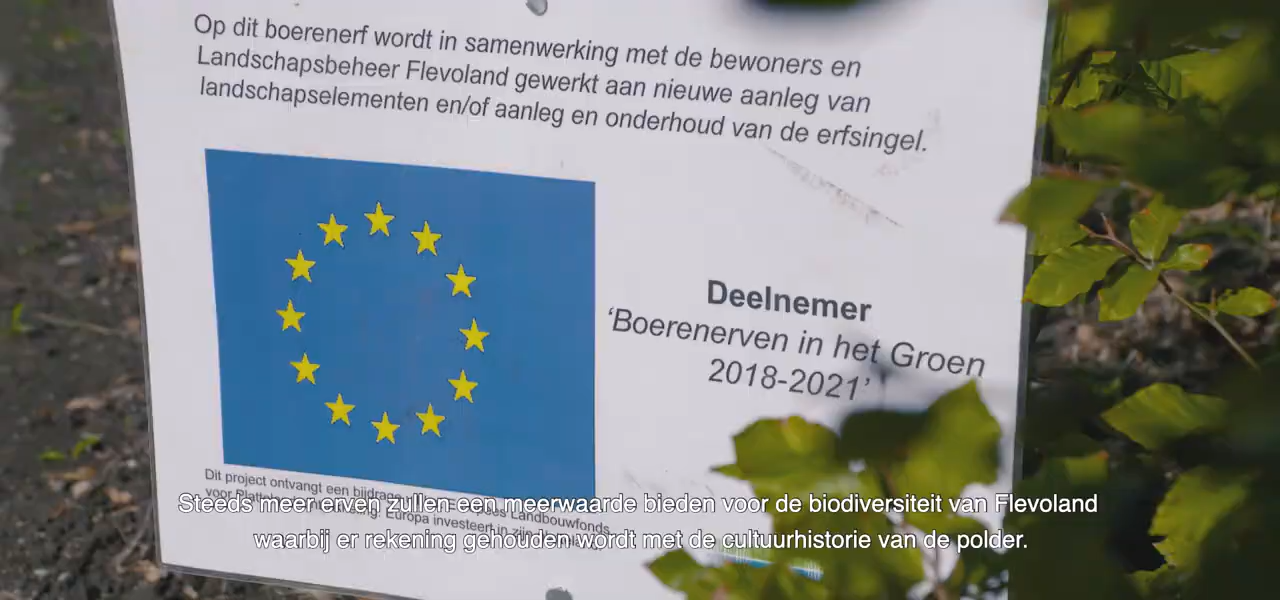 Op dit boerenerf wordt in samenwerking met de bewoners en
Landschapsbeheer Flevoland gewerkt aan nieuwe aanleg van
landschapselementen en/of aanleg en onderhoud van de erfsingel.
Deelnemer
‘Boerenerven in het Groen
2018-2021’
Dit project ontvangt een bijdrage
Landbouwfonds
voor Europa investeert in zijn
Steeds meer erven zullen een meerwaarde bieden voor de biodiversiteit van Flevoland
waarbij er rekening gehouden wordt met de cultuurhistorie van de polder.